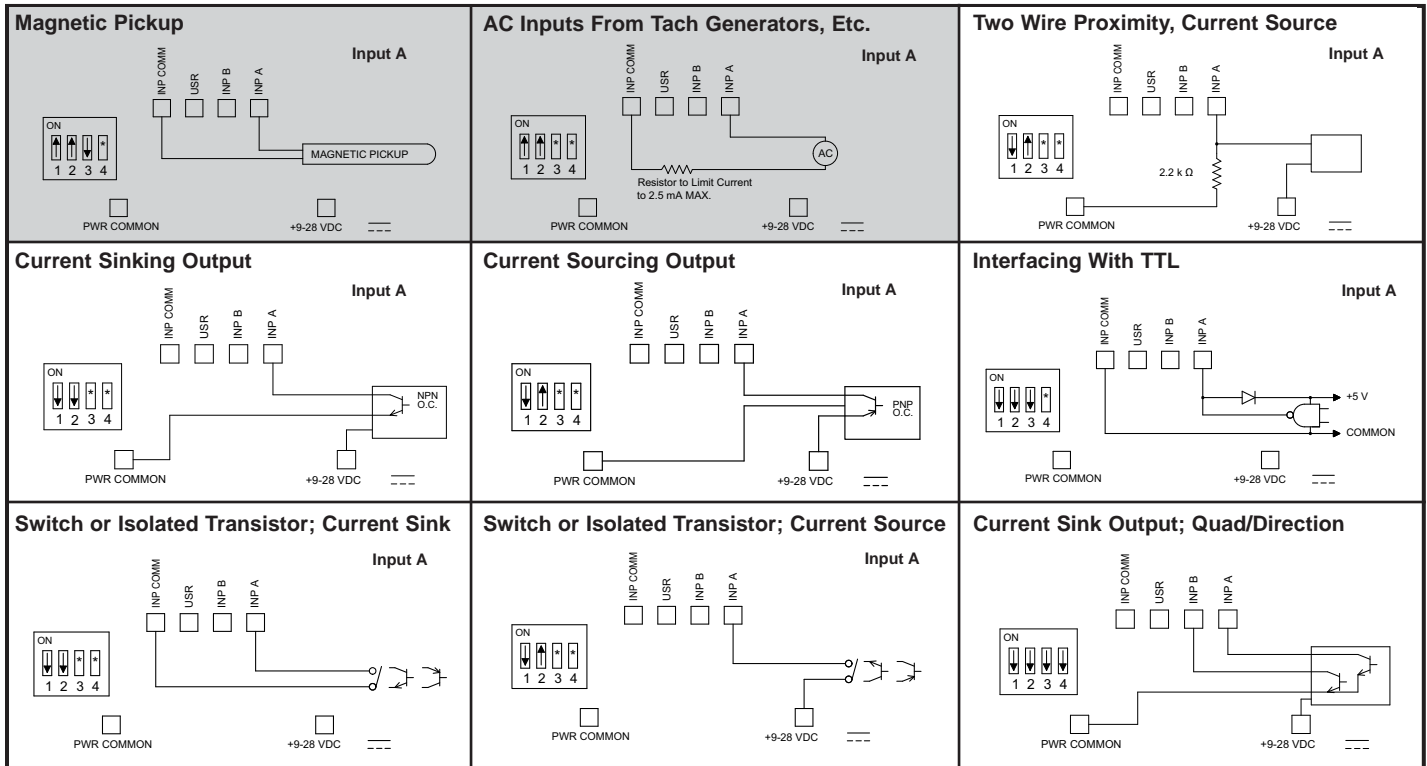 Magnetic Pickup
Input A
INP COMM
USR
INP B
INP A
ON
* 
1 2 3 4
MAGNETIC PICKUP
PWR COMMON
+9-28 VDC
AC Inputs From Tach Generators, Etc.
Input A
INP COMM
USR
INP B
INP A
ON
* *
1 2 3 4
AC
Resistor to Limit Current
to 2.5 mA MAX.
PWR COMMON
+9-28 VDC
Two Wire Proximity, Current Source
Input A
INP COMM
USR
INP B
INP A
ON
* *
1 2 3 4
2.2 k Ω
PWR COMMON
+9-28 VDC
Current Sinking Output
Input A
INP COMM
USR
INP B
INP A
ON
* *
1 2 3 4
NPN
O.C.
PWR COMMON
+9-28 VDC
Current Sourcing Output
Input A
INP COMM
USR
INP B
INP A
ON
* *
1 2 3 4
PNP
O.C.
PWR COMMON
+9-28 VDC
Interfacing With TTL
Input A
INP COMM
USR
INP B
INP A
ON
*
1 2 3 4
+5 V
COMMON
PWR COMMON
+9-28 VDC
Switch or Isolated Transistor; Current Sink
Input A
INP COMM
USR
INP B
INP A
ON
* *
1 2 3 4
PWR COMMON
+9-28 VDC
Switch or Isolated Transistor; Current Source
Input A
INP COMM
USR
INP B
INP A
ON
* *
1 2 3 4
PWR COMMON
+9-28 VDC
Current Sink Output; Quad/Direction
INP COMM
USR
INP B
INP A
ON
1 2 3 4
PWR COMMON
+9-28 VDC